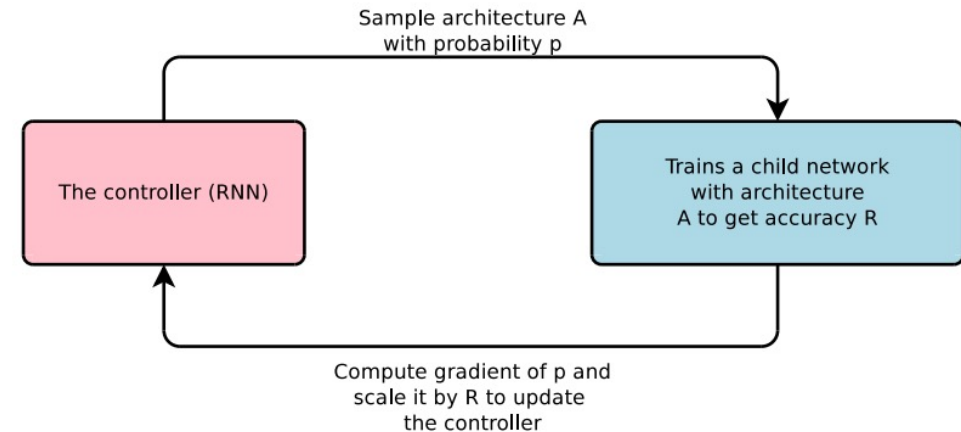 Sample architecture A
with probability p
The controller (RNN)
Trains a child network
with architecture
A to get accuracy R
Compute gradient of p and
scale it by R to update
the controller